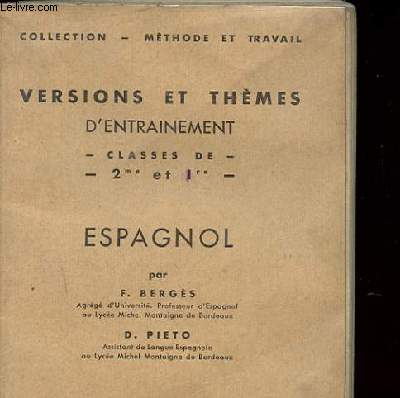 Le-livre.com
COLLECTION – MÉTHODE ET TRAVAIL
VERSIONS ET THÈMES
D'ENTRAINEMENT
– CLASSES DE –
– 2me et 1re –
ESPAGNOL
par
F. BERGÈS
Agrégé d'Université. Professeur d'Espagnol
au Lycée Michel Montaigne de Bordeaux
D. PIETO
Assistant de Langue Espagnole
au Lycée Michel Montaigne de Bordeaux